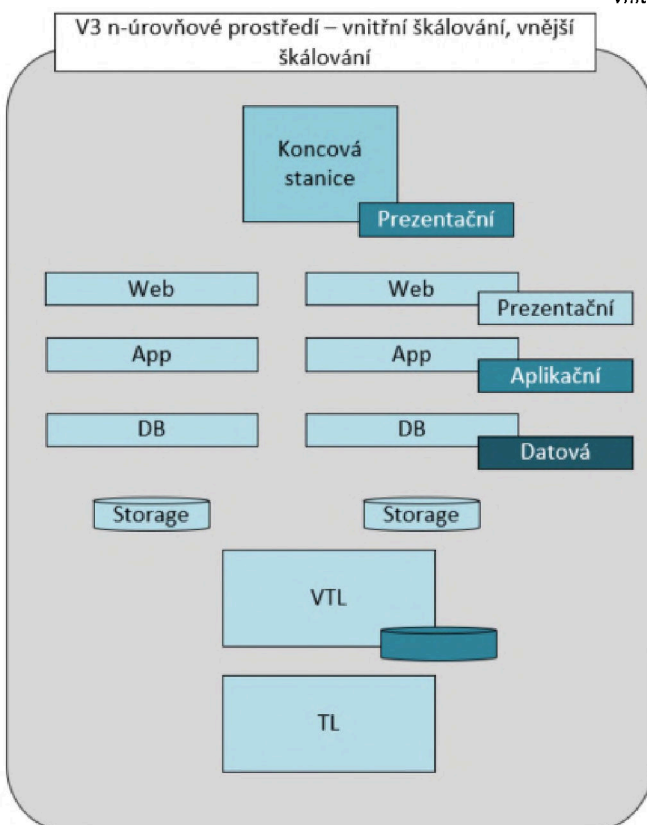 V3 n-úrovňové prostředí – vnitřní škálování, vnější
škálování
Koncová
stanice
Prezentační
Web
Web
Prezentační
App
App
Aplikační
DB
DB
Datová
Storage
Storage
VTL
TL